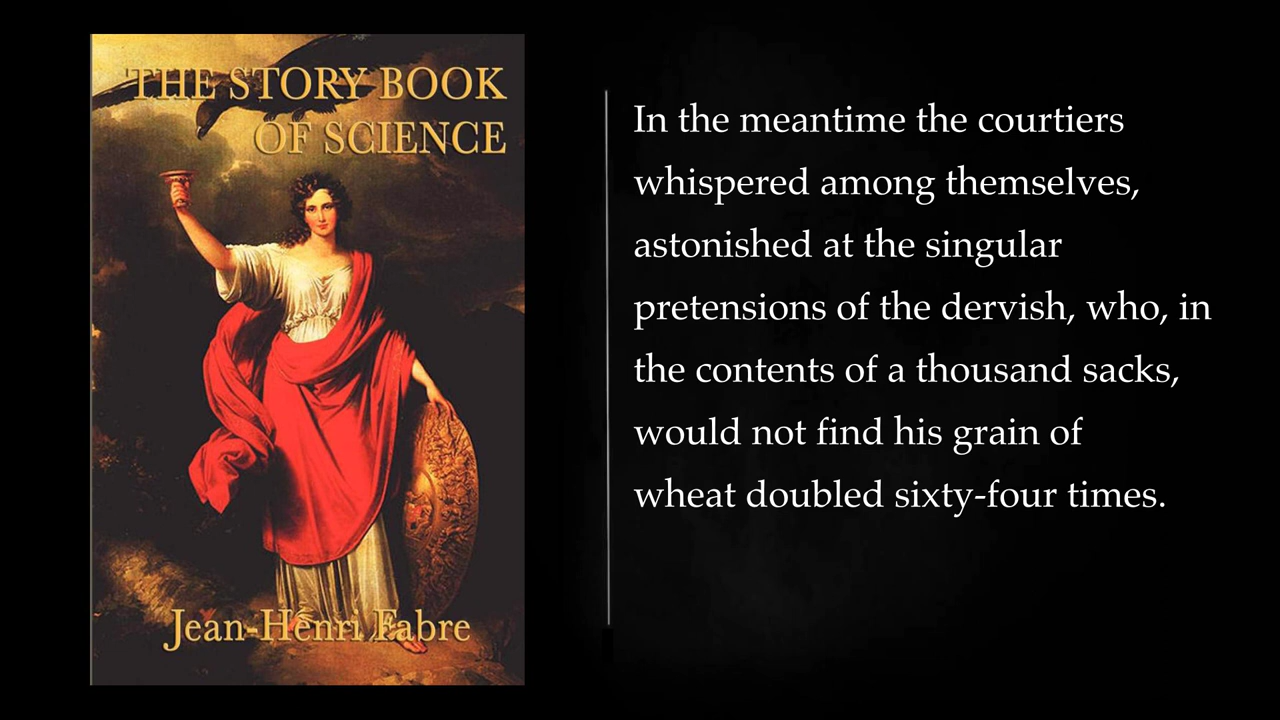 THE STORY BOOK
OF SCIENCE
Jean-Henri Fabre
In the meantime the courtiers
whispered among themselves,
astonished at the singular
pretensions of the dervish, who, in
the contents of a thousand sacks,
would not find his grain of
wheat doubled sixty-four times.